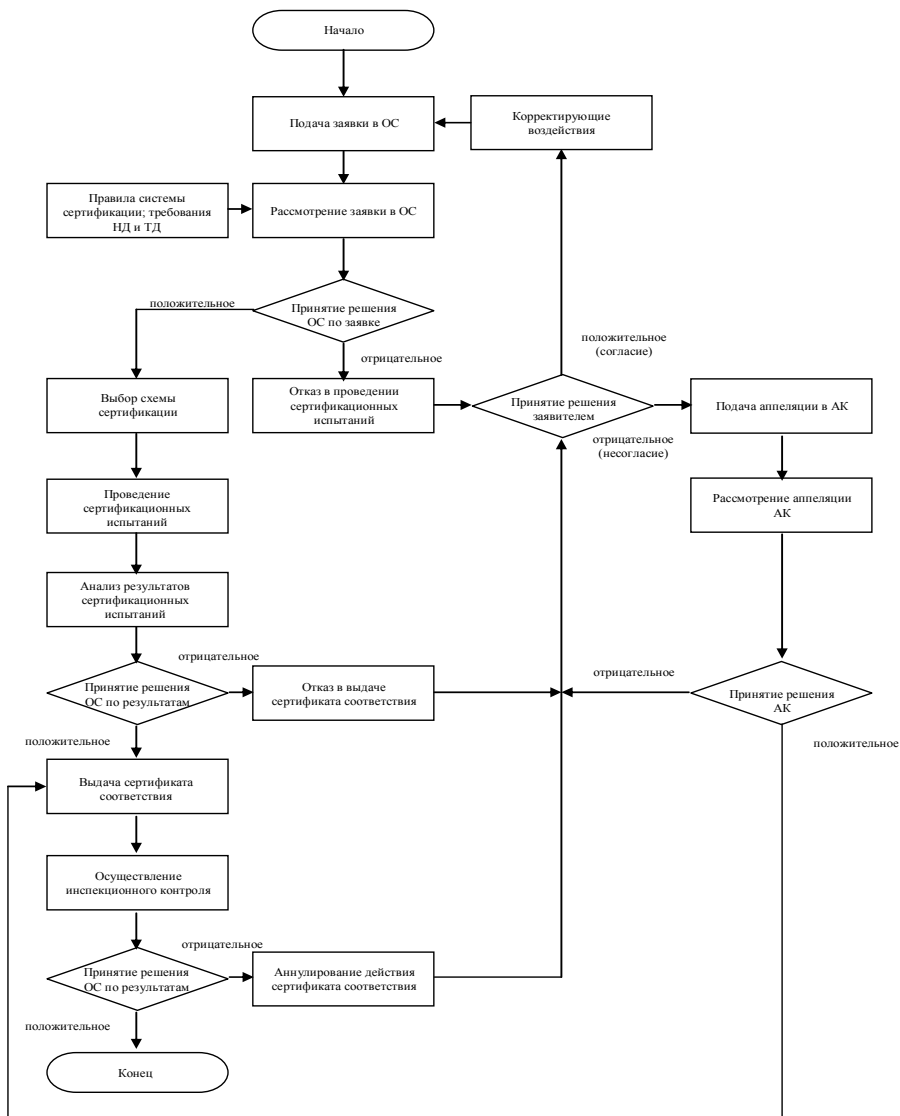 Начало
Подача заявки в ОС
Корректирующие
воздействия
Правила системы
сертификации; требования
НД и ТД
Рассмотрение заявки в ОС
положительное
Принятие решения
ОС по заявке
отрицательное
положительное
(согласие)
Выбор схемы
сертификации
Отказ в проведении
сертификационных
испытаний
Принятие решения
заявителем
Подача аппеляции в АК
отрицательное
(несогласие)
Проведение
сертификационных
испытаний
Рассмотрение аппеляции
АК
Анализ результатов
сертификационных
испытаний
отрицательное
Принятие решения
ОС по результатам
Отказ в выдаче
сертификата соответствия
отрицательное
Принятие решения
АК
положительное
положительное
Выдача сертификата
соответствия
Осуществление
инспекционного контроля
отрицательное
Принятие решения
ОС по результатам
Аннулирование действия
сертификата соответствия
положительное
Конец